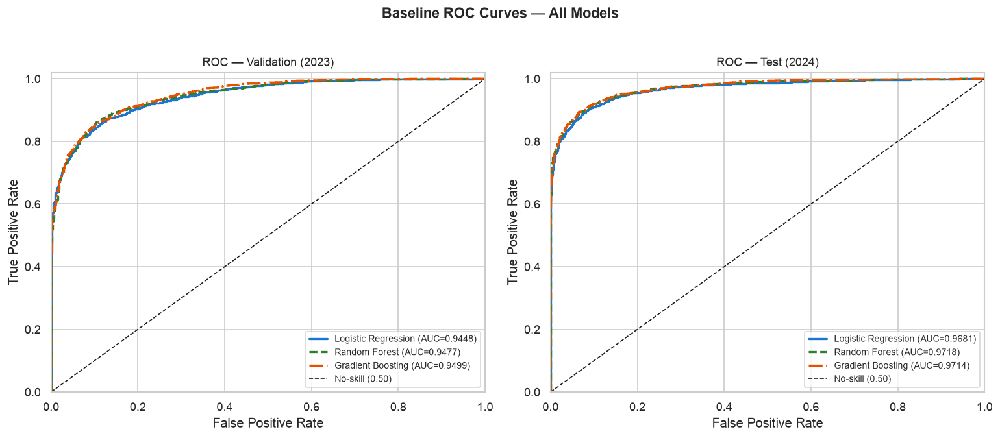 Baseline ROC Curves — All Models
ROC — Validation (2023)
True Positive Rate
1.0
0.8
0.6
0.4
0.2
0.0
Logistic Regression (AUC=0.9448)
Random Forest (AUC=0.9477)
Gradient Boosting (AUC=0.9499)
No-skill (0.50)
0.0 0.2 0.4 0.6 0.8 1.0
False Positive Rate
ROC — Test (2024)
True Positive Rate
1.0
0.8
0.6
0.4
0.2
0.0
Logistic Regression (AUC=0.9681)
Random Forest (AUC=0.9718)
Gradient Boosting (AUC=0.9714)
No-skill (0.50)
0.0 0.2 0.4 0.6 0.8 1.0
False Positive Rate